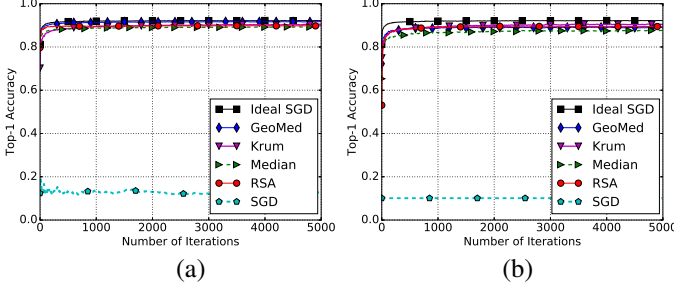 1.0
0.8
0.6
0.4
0.2
0.0
Top-1 Accuracy
0 1000 2000 3000 4000 5000
Number of Iterations
Ideal SGD
GeoMed
Krum
Median
RSA
SGD
(a)
1.0
0.8
0.6
0.4
0.2
0.0
Top-1 Accuracy
0 1000 2000 3000 4000 5000
Number of Iterations
Ideal SGD
GeoMed
Krum
Median
RSA
SGD
(b)